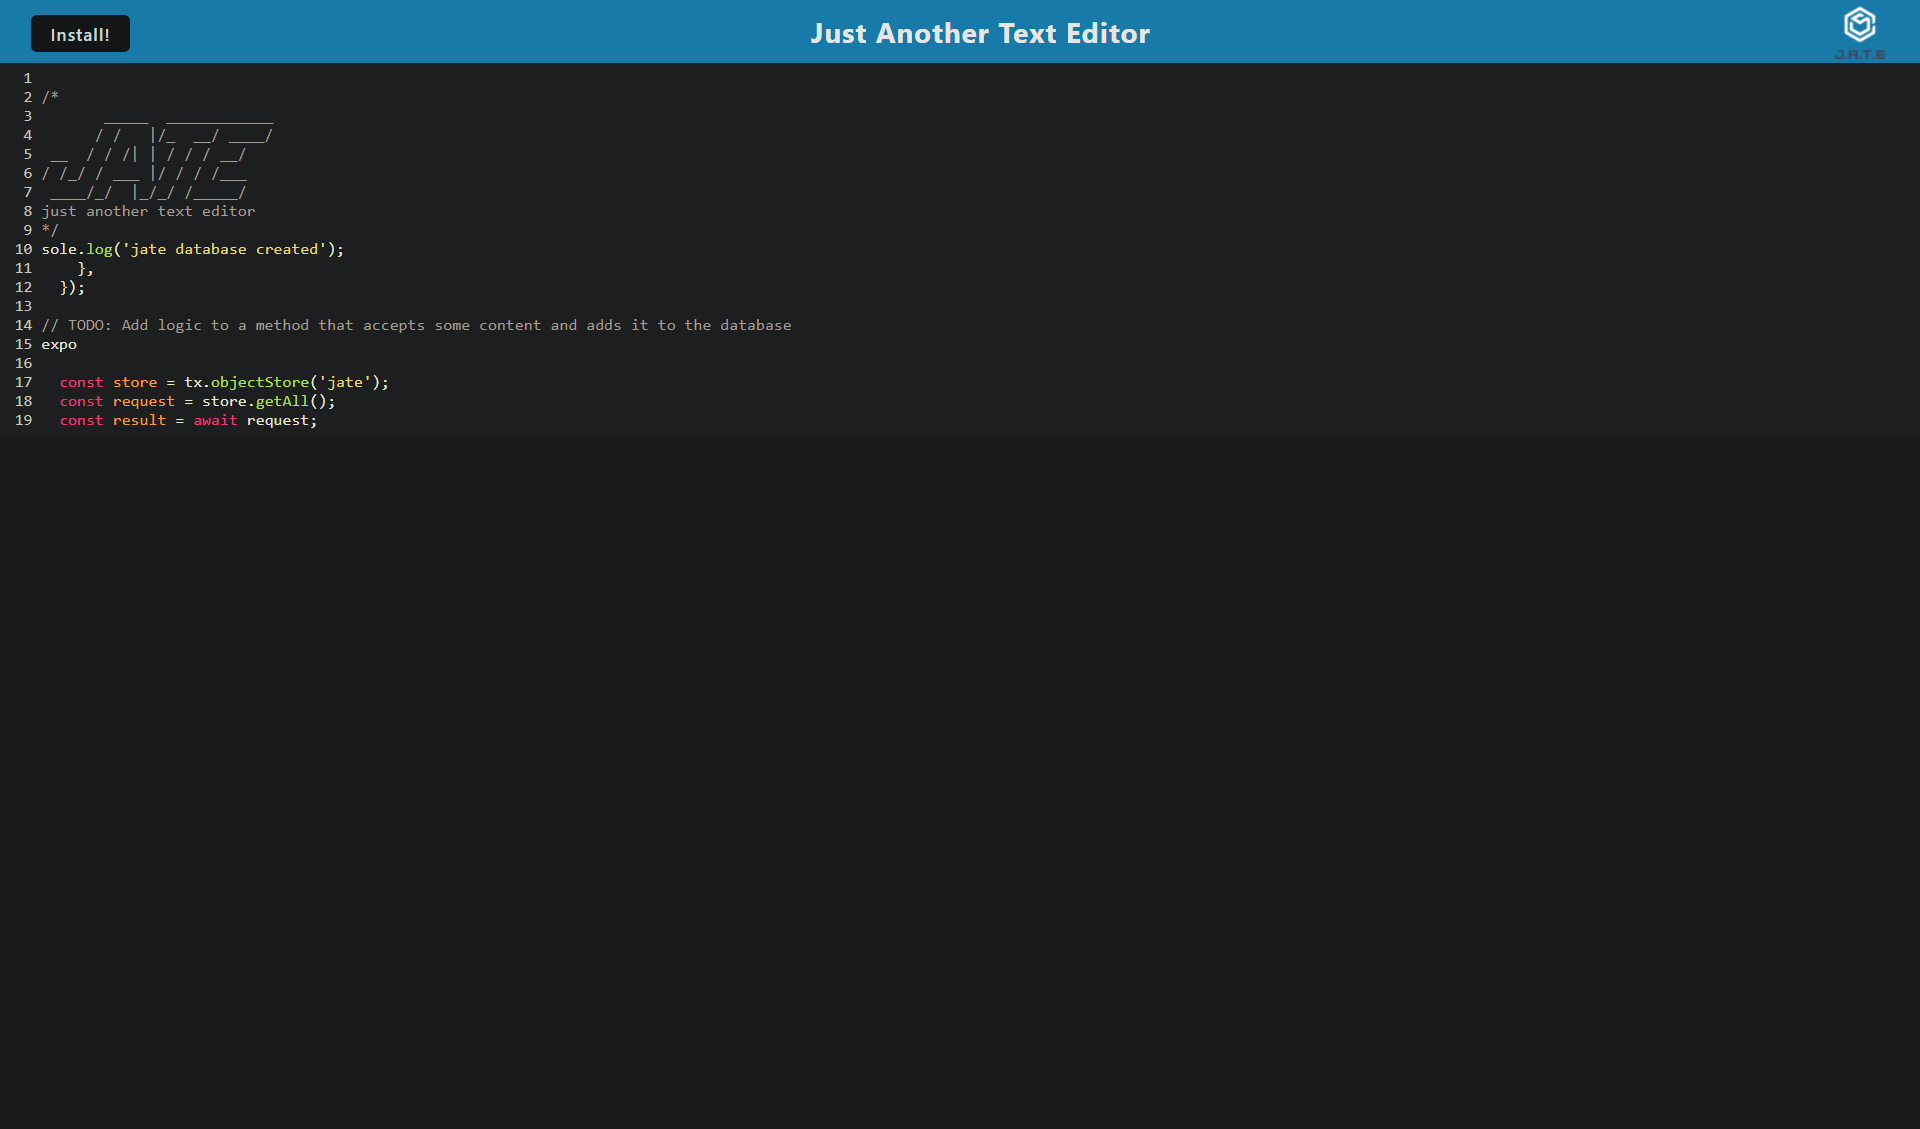 Install!
Just Another Text Editor
J.A.T.E
1
2 /*
3        _____  ____________
4       / /   |/_  __/ ____/
5  __  / / /| | / / / __/
6 / /_/ / ___ |/ / / /___
7  ____/_/  |_/_/ /_____/
8 just another text editor
9 */
10 sole.log('jate database created');
11     },
12   });
13
14 // TODO: Add logic to a method that accepts some content and adds it to the database
15 expo
16
17   const store = tx.objectStore('jate');
18   const request = store.getAll();
19   const result = await request;